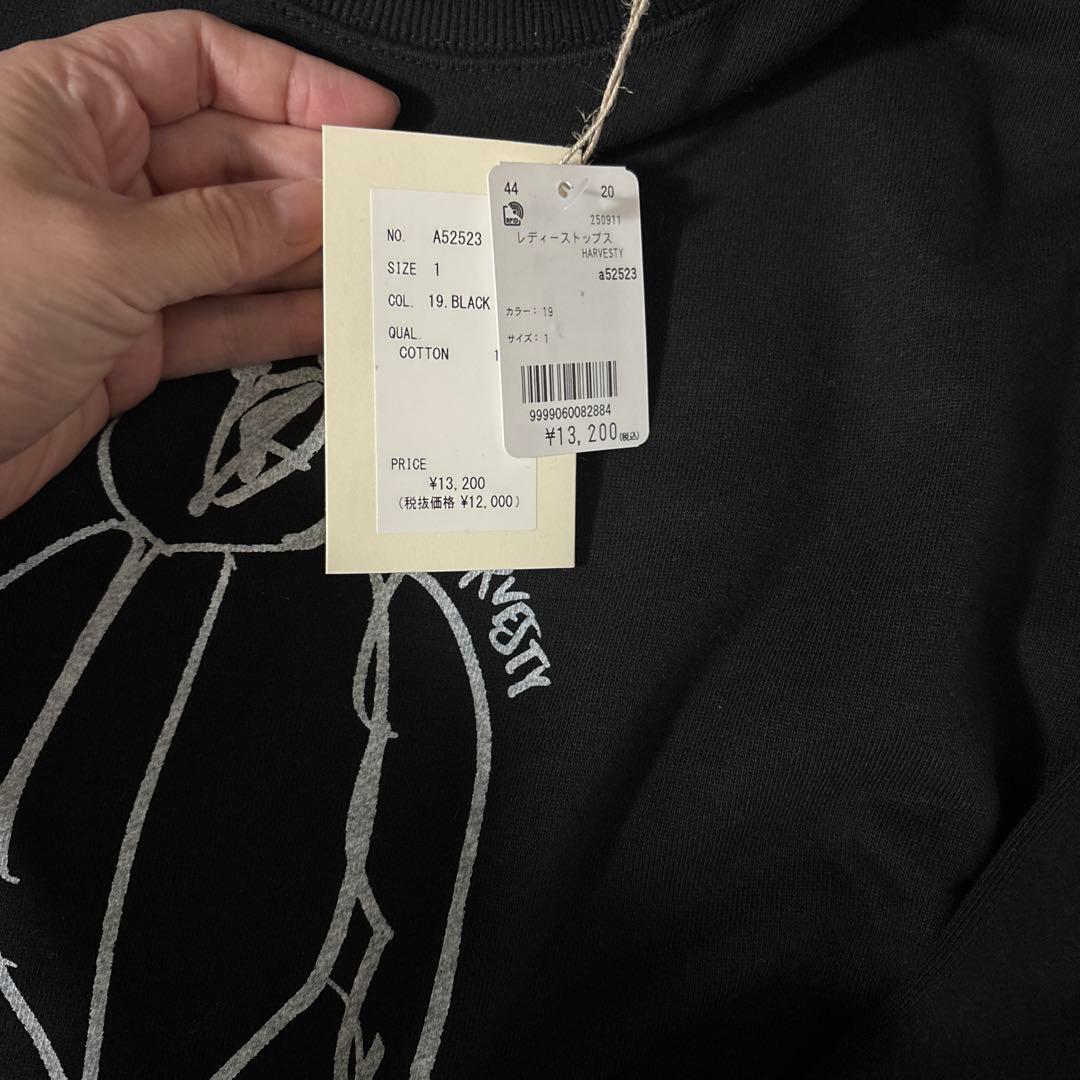 NO. A52523
SIZE 1
COL. 19.BLACK
QUAL.
COTTON 1
PRICE
¥13,200
(税抜価格 ¥12,000)
44 20
RFID
250911
レディーストップス
HARVESTY
a52523
カラー: 19
サイズ: 1
9999060082884
¥13,200(税込)
RVESTY